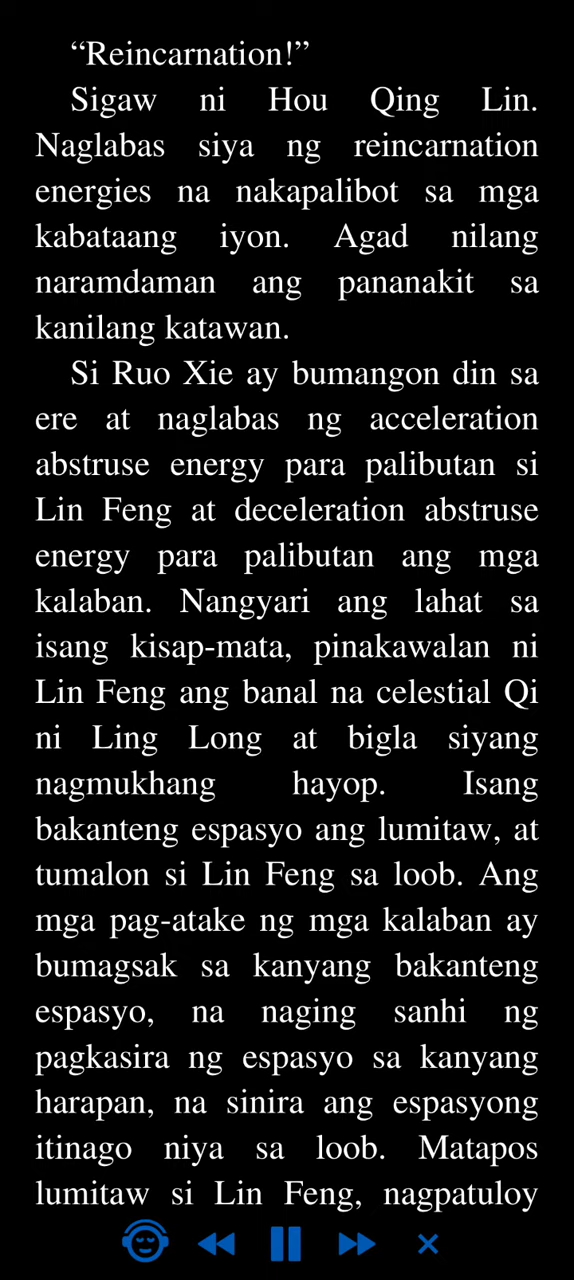 “Reincarnation!”
Sigaw ni Hou Qing Lin.
Naglabas siya ng reincarnation
energies na nakapalibot sa mga
kabataang iyon. Agad nilang
naramdaman ang pananakit sa
kanilang katawan.
Si Ruo Xie ay bumangon din sa
ere at naglabas ng acceleration
abstruse energy para palibutan si
Lin Feng at deceleration abstruse
energy para palibutan ang mga
kalaban. Nangyari ang lahat sa
isang kisap-mata, pinakawalan ni
Lin Feng ang banal na celestial Qi
ni Ling Long at bigla siyang
nagmukhang hayop. Isang
bakanteng espasyo ang lumitaw, at
tumalon si Lin Feng sa loob. Ang
mga pag-atake ng mga kalaban ay
bumagsak sa kanyang bakanteng
espasyo, na naging sanhi ng
pagkasira ng espasyo sa kanyang
harapan, na sinira ang espasyong
itinago niya sa loob. Matapos
lumitaw si Lin Feng, nagpatuloy